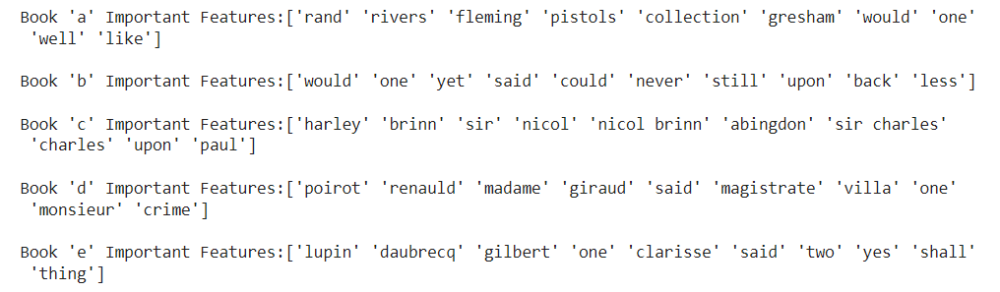 Book 'a' Important Features:['rand' 'rivers' 'fleming' 'pistols' 'collection' 'gresham' 'would' 'one'
'well' 'like']
Book 'b' Important Features:['would' 'one' 'yet' 'said' 'could' 'never' 'still' 'upon' 'back' 'less']
Book 'c' Important Features:['harley' 'brinn' 'sir' 'nicol' 'nicol brinn' 'abingdon' 'sir charles'
'charles' 'upon' 'paul']
Book 'd' Important Features:['poirot' 'renauld' 'madame' 'giraud' 'said' 'magistrate' 'villa' 'one'
'monsieur' 'crime']
Book 'e' Important Features:['lupin' 'daubrecq' 'gilbert' 'one' 'clarisse' 'said' 'two' 'yes' 'shall'
'thing']